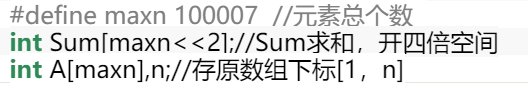 #define maxn 100007  //元素总个数
int Sum[maxn<<2];//Sum求和，开四倍空间
int A[maxn],n;//存原数组下标[1，n]